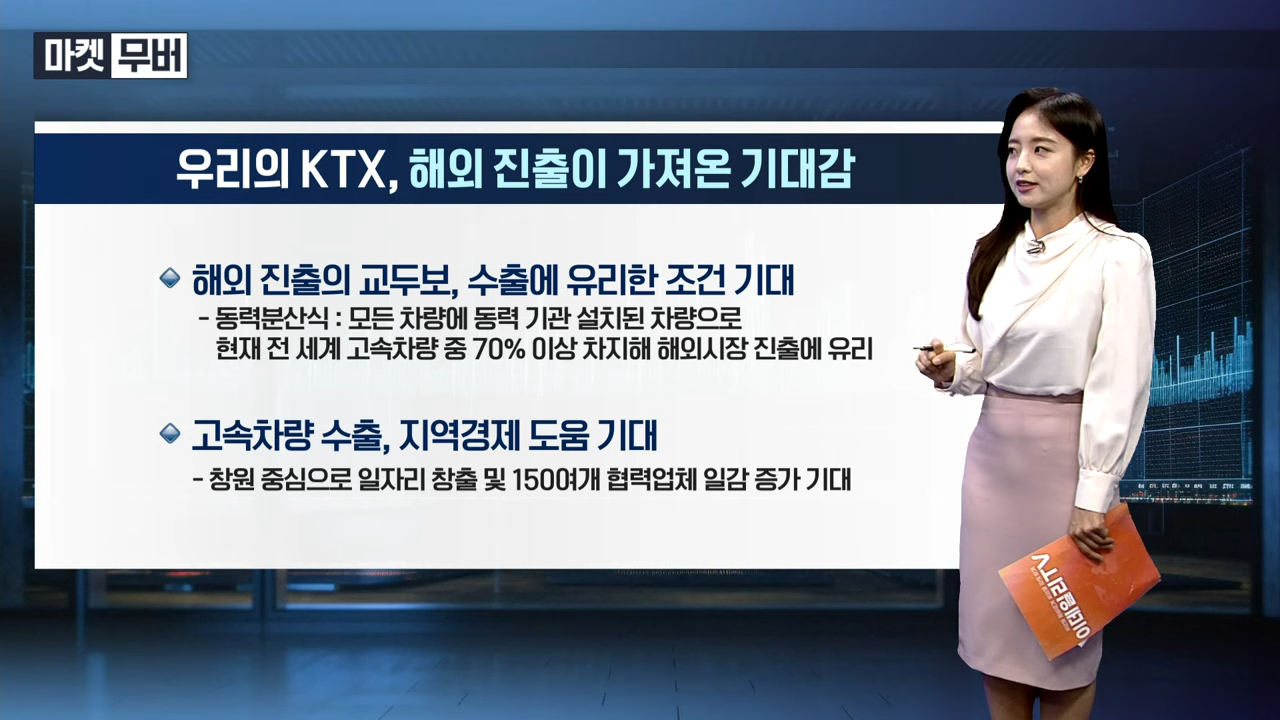 마켓 무버
우리의 KTX, 해외 진출이 가져온 기대감
해외 진출의 교두보, 수출에 유리한 조건 기대
- 동력분산식 : 모든 차량에 동력 기관 설치된 차량으로
현재 전 세계 고속차량 중 70% 이상 차지해 해외시장 진출에 유리
고속차량 수출, 지역경제 도움 기대
- 창원 중심으로 일자리 창출 및 150여개 협력업체 일감 증가 기대
이데일리TV